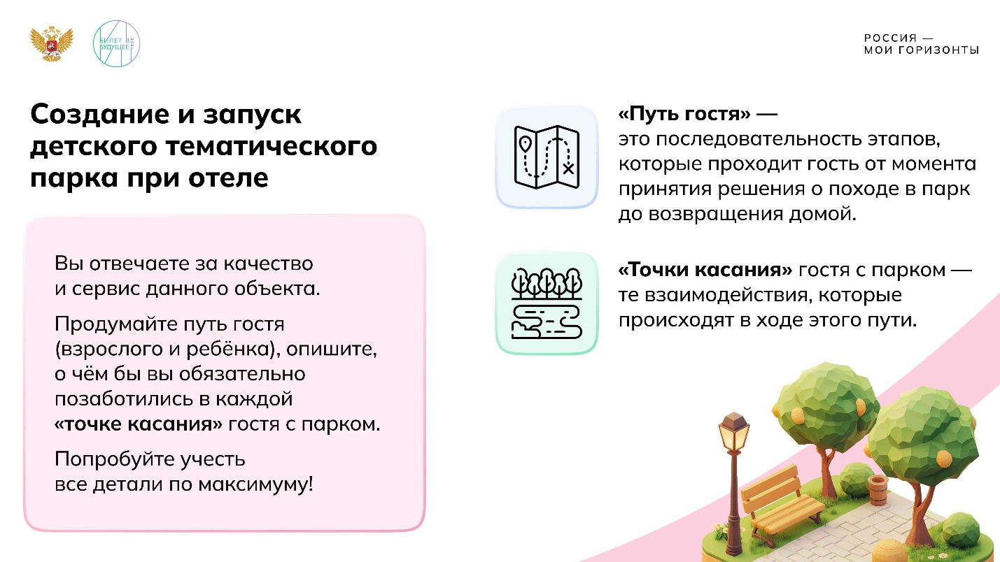 БИЛЕТ В
БУДУЩЕЕ
ТВОЁ
РОССИЯ —
МОИ ГОРИЗОНТЫ
Создание и запуск
детского тематического
парка при отеле
Вы отвечаете за качество
и сервис данного объекта.
Продумайте путь гостя
(взрослого и ребёнка), опишите,
о чём бы вы обязательно
позаботились в каждой
«точке касания» гостя с парком.
Попробуйте учесть
все детали по максимуму!
«Путь гостя» —
это последовательность этапов,
которые проходит гость от момента
принятия решения о походе в парк
до возвращения домой.
«Точки касания» гостя с парком —
те взаимодействия, которые
происходят в ходе этого пути.